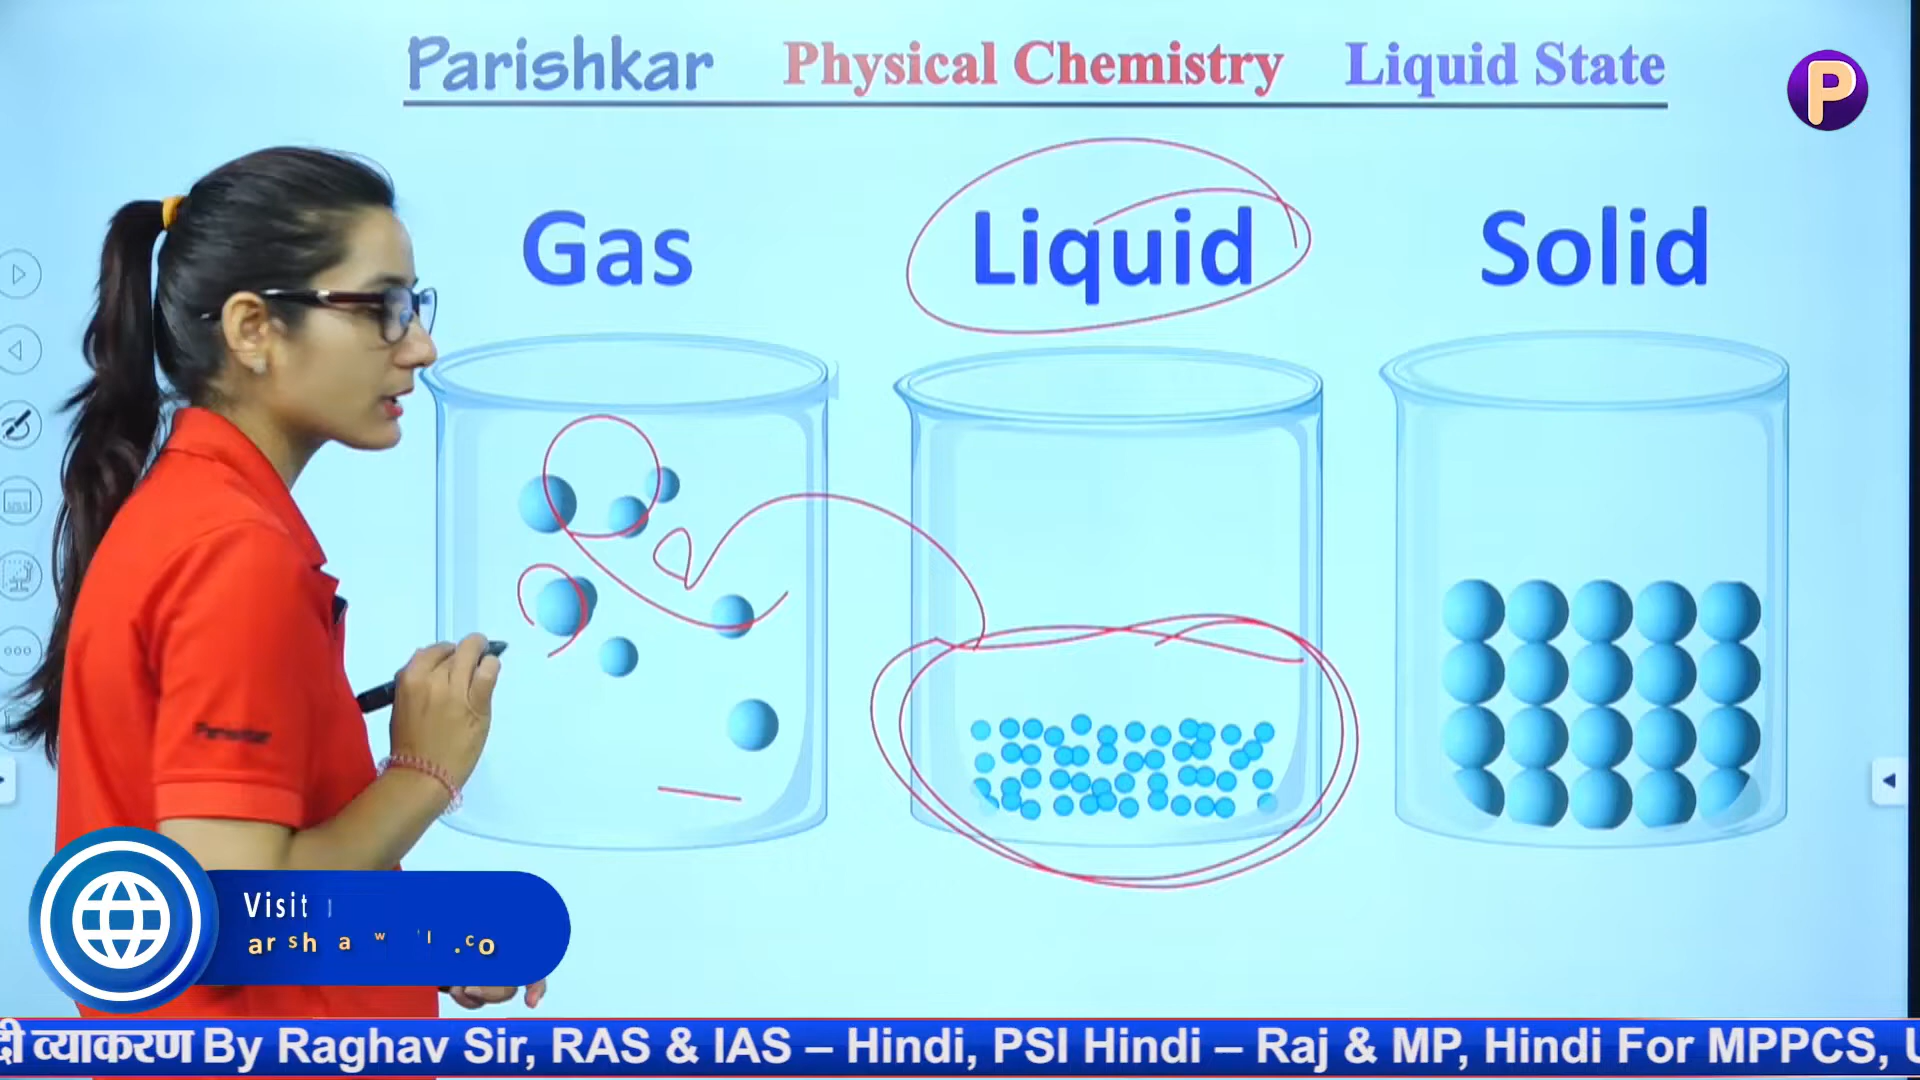 Parishkar Physical Chemistry Liquid State
P
Gas Liquid Solid
Parishkar
Visit
व्याकरण By Raghav Sir, RAS & IAS – Hindi, PSI Hindi – Raj & MP, Hindi For MPPCS,